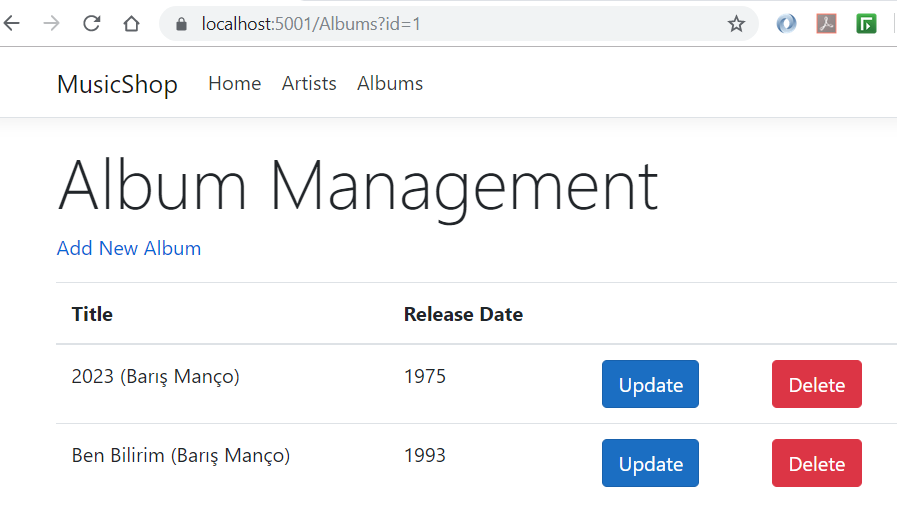 localhost:5001/Albums?id=1
MusicShop Home Artists Albums
Album Management
Add New Album
Title Release Date
2023 (Barış Manço) 1975 Update Delete
Ben Bilirim (Barış Manço) 1993 Update Delete